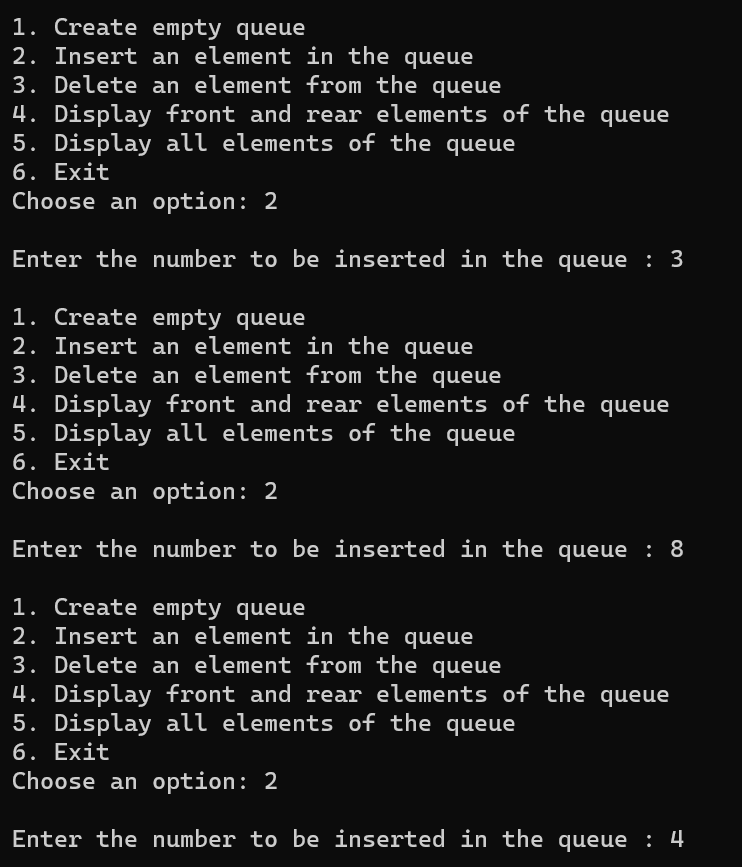 1. Create empty queue
2. Insert an element in the queue
3. Delete an element from the queue
4. Display front and rear elements of the queue
5. Display all elements of the queue
6. Exit
Choose an option: 2
Enter the number to be inserted in the queue : 3
1. Create empty queue
2. Insert an element in the queue
3. Delete an element from the queue
4. Display front and rear elements of the queue
5. Display all elements of the queue
6. Exit
Choose an option: 2
Enter the number to be inserted in the queue : 8
1. Create empty queue
2. Insert an element in the queue
3. Delete an element from the queue
4. Display front and rear elements of the queue
5. Display all elements of the queue
6. Exit
Choose an option: 2
Enter the number to be inserted in the queue : 4